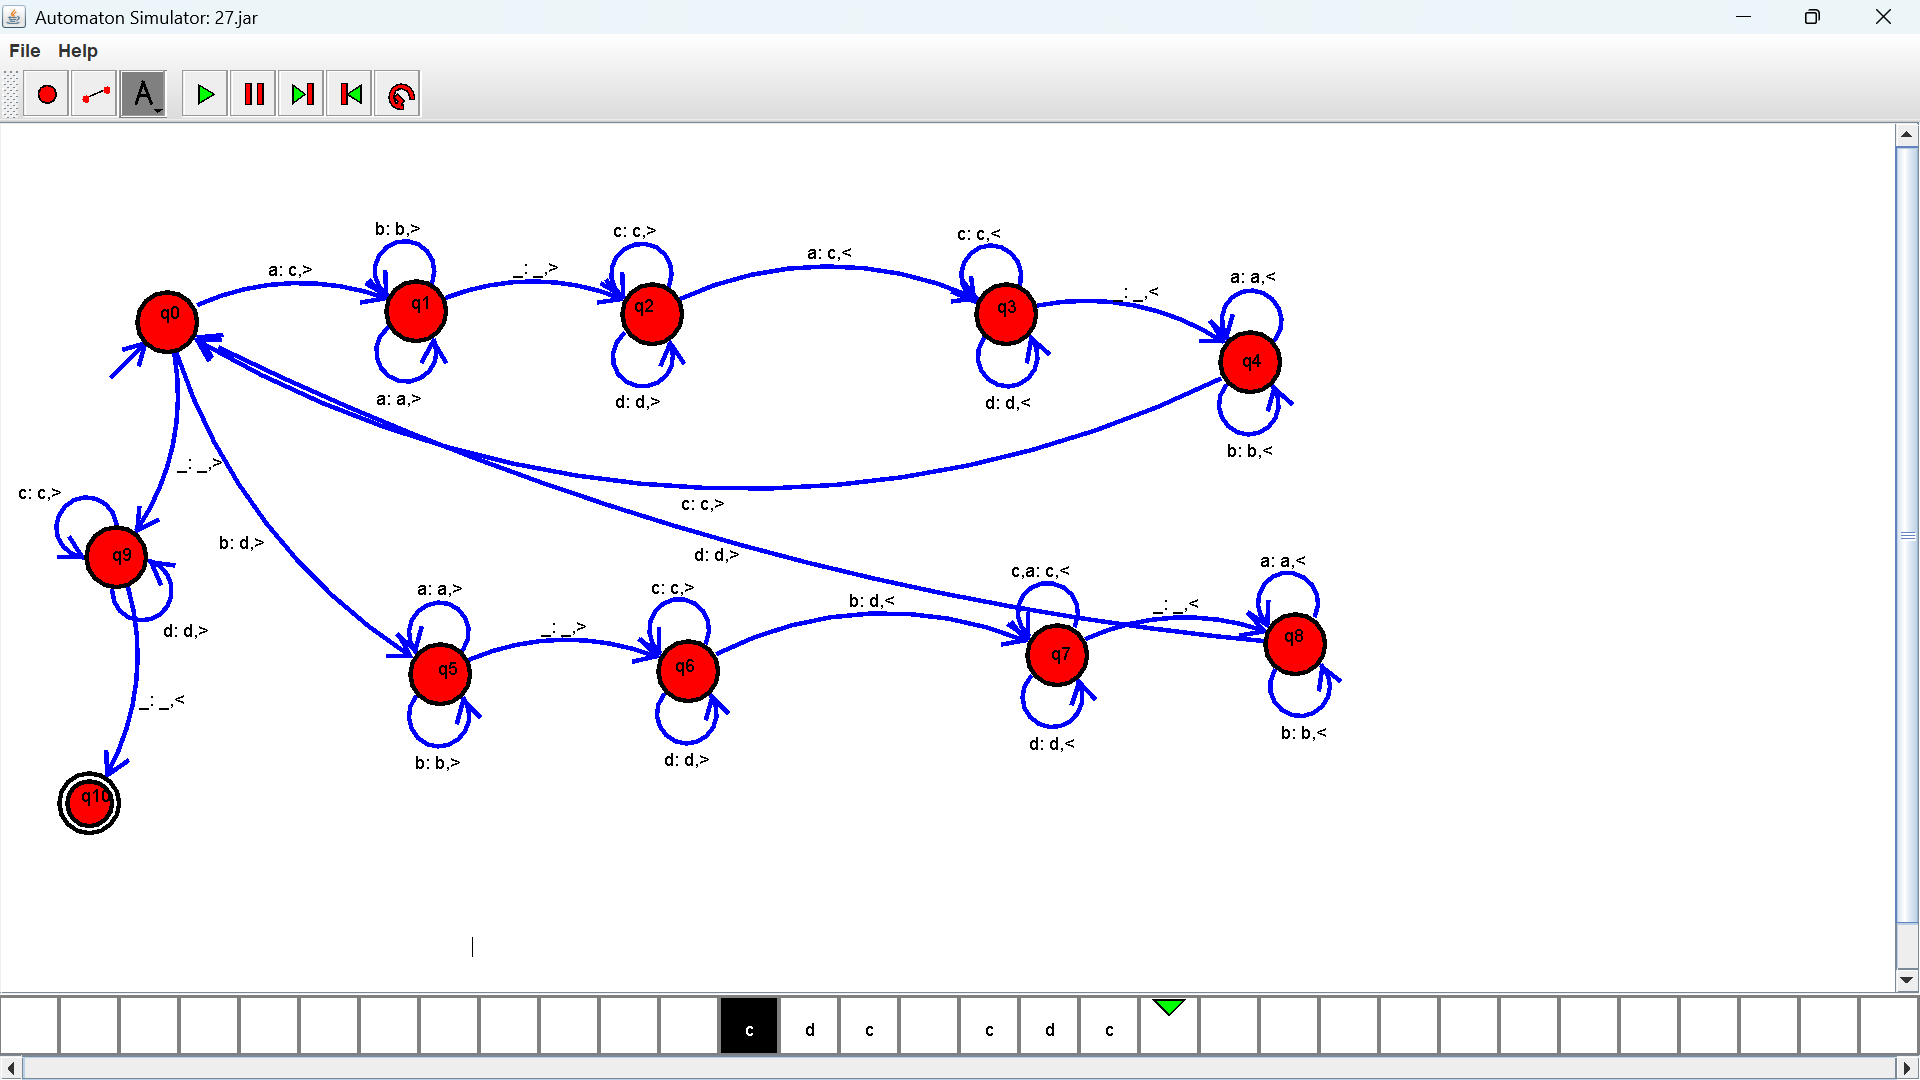 Automaton Simulator: 27.jar
File Help
A
b: b,>
c: c,>
c: c,<
a: c,>
_: _,>
a: c,<
_: _,<
a: a,<
q0
q1
q2
q3
q4
a: a,>
d: d,>
d: d,<
b: b,<
_: _,>
c: c,>
c: c,>
b: d,>
d: d,>
q9
d: d,>
a: a,>
c: c,>
c,a: c,<
a: a,<
_: _,>
b: d,<
_: _,<
q5
q6
q7
q8
b: b,>
d: d,>
d: d,<
b: b,<
_: _,<
q10
c d c c d c